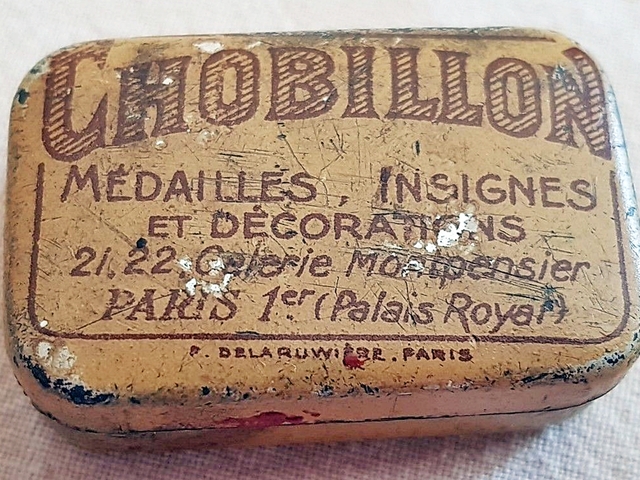 CHOBILLON
MÉDAILLES, INSIGNES
ET DÉCORATIONS
21, 22 Galerie Montpensier
PARIS 1er (Palais Royal)
P. DELARUWIÈRE. PARIS